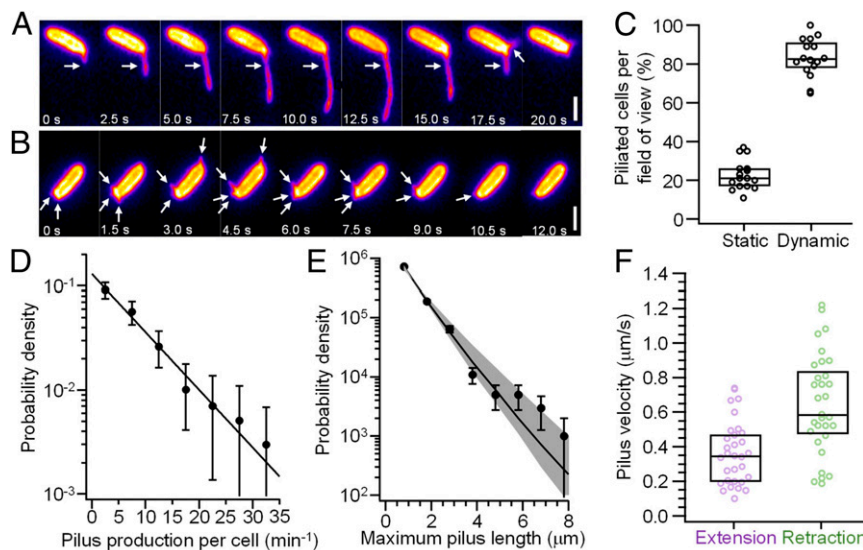 A
0 s 2.5 s 5.0 s 7.5 s 10.0 s 12.5 s 15.0 s 17.5 s 20.0 s
B
0 s 1.5 s 3.0 s 4.5 s 6.0 s 7.5 s 9.0 s 10.5 s 12.0 s
C
Piliated cells per
field of view (%)
100
80
60
40
20
0
Static Dynamic
D
Probability density
10-1
10-2
10-3
0 5 10 15 20 25 30 35
Pilus production per cell (min-1)
E
Probability density
106
105
104
103
102
0 2 4 6 8
Maximum pilus length (μm)
F
Pilus velocity (μm/s)
1.4
1.2
1.0
0.8
0.6
0.4
0.2
0.0
Extension Retraction